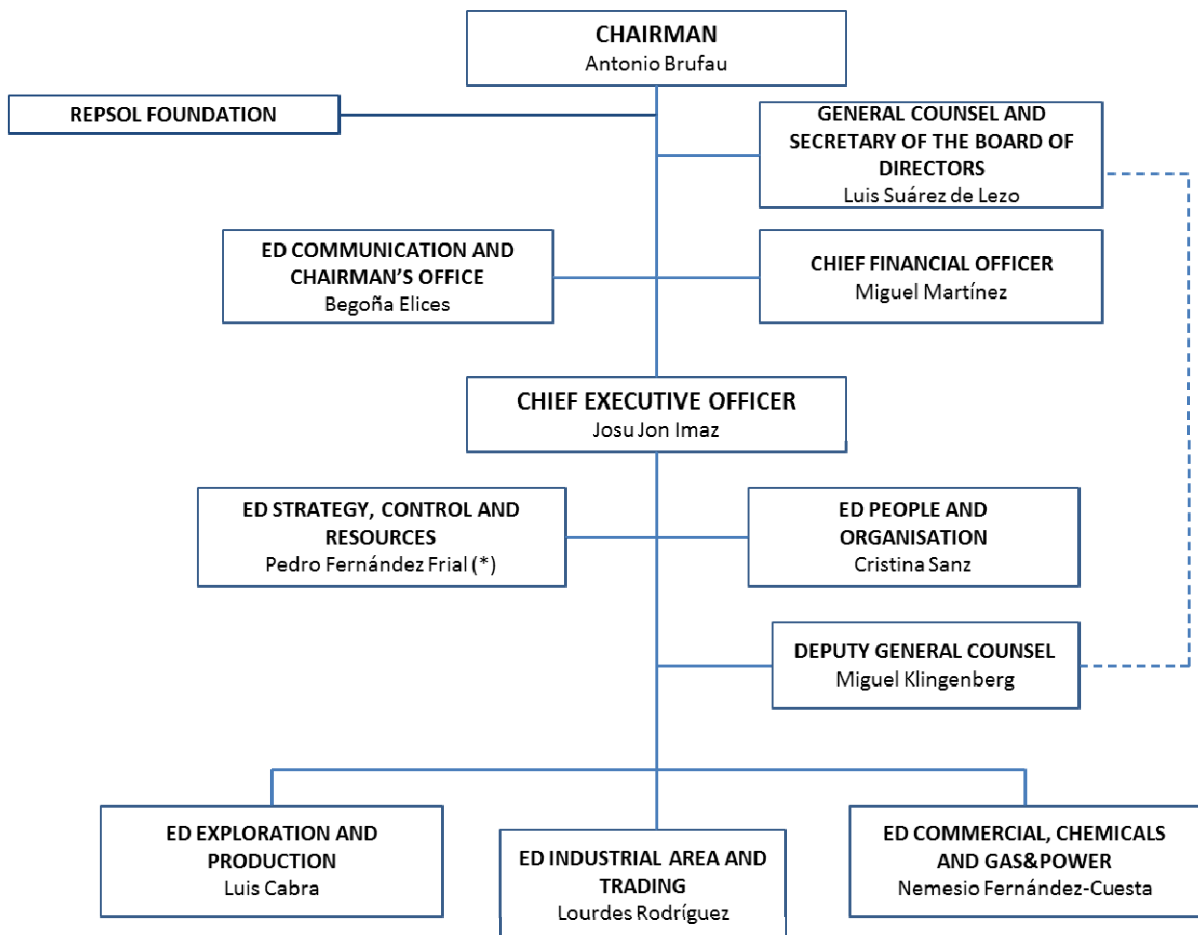 CHAIRMAN
Antonio Brufau
REPSOL FOUNDATION
GENERAL COUNSEL AND
SECRETARY OF THE BOARD OF
DIRECTORS
Luis Suárez de Lezo
ED COMMUNICATION AND
CHAIRMAN'S OFFICE
Begoña Elices
CHIEF FINANCIAL OFFICER
Miguel Martínez
CHIEF EXECUTIVE OFFICER
Josu Jon Imaz
ED STRATEGY, CONTROL AND
RESOURCES
Pedro Fernández Frial (*)
ED PEOPLE AND
ORGANISATION
Cristina Sanz
DEPUTY GENERAL COUNSEL
Miguel Klingenberg
ED EXPLORATION AND
PRODUCTION
Luis Cabra
ED INDUSTRIAL AREA AND
TRADING
Lourdes Rodríguez
ED COMMERCIAL, CHEMICALS
AND GAS&POWER
Nemesio Fernández-Cuesta